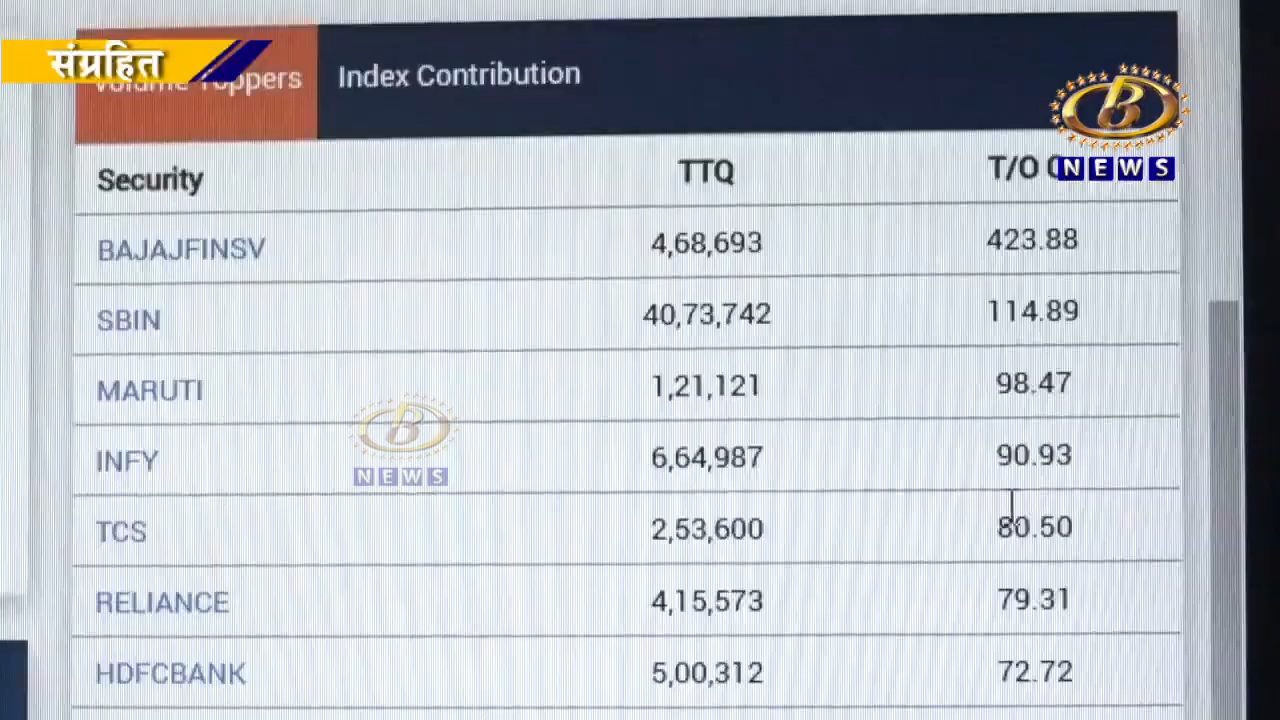 संग्रहित
Volume Toppers
Index Contribution
B
NEWS
Security TTQ T/O
BAJAJFINSV 4,68,693 423.88
SBIN 40,73,742 114.89
MARUTI 1,21,121 98.47
INFY 6,64,987 90.93
TCS 2,53,600 80.50
RELIANCE 4,15,573 79.31
HDFCBANK 5,00,312 72.72
B
NEWS